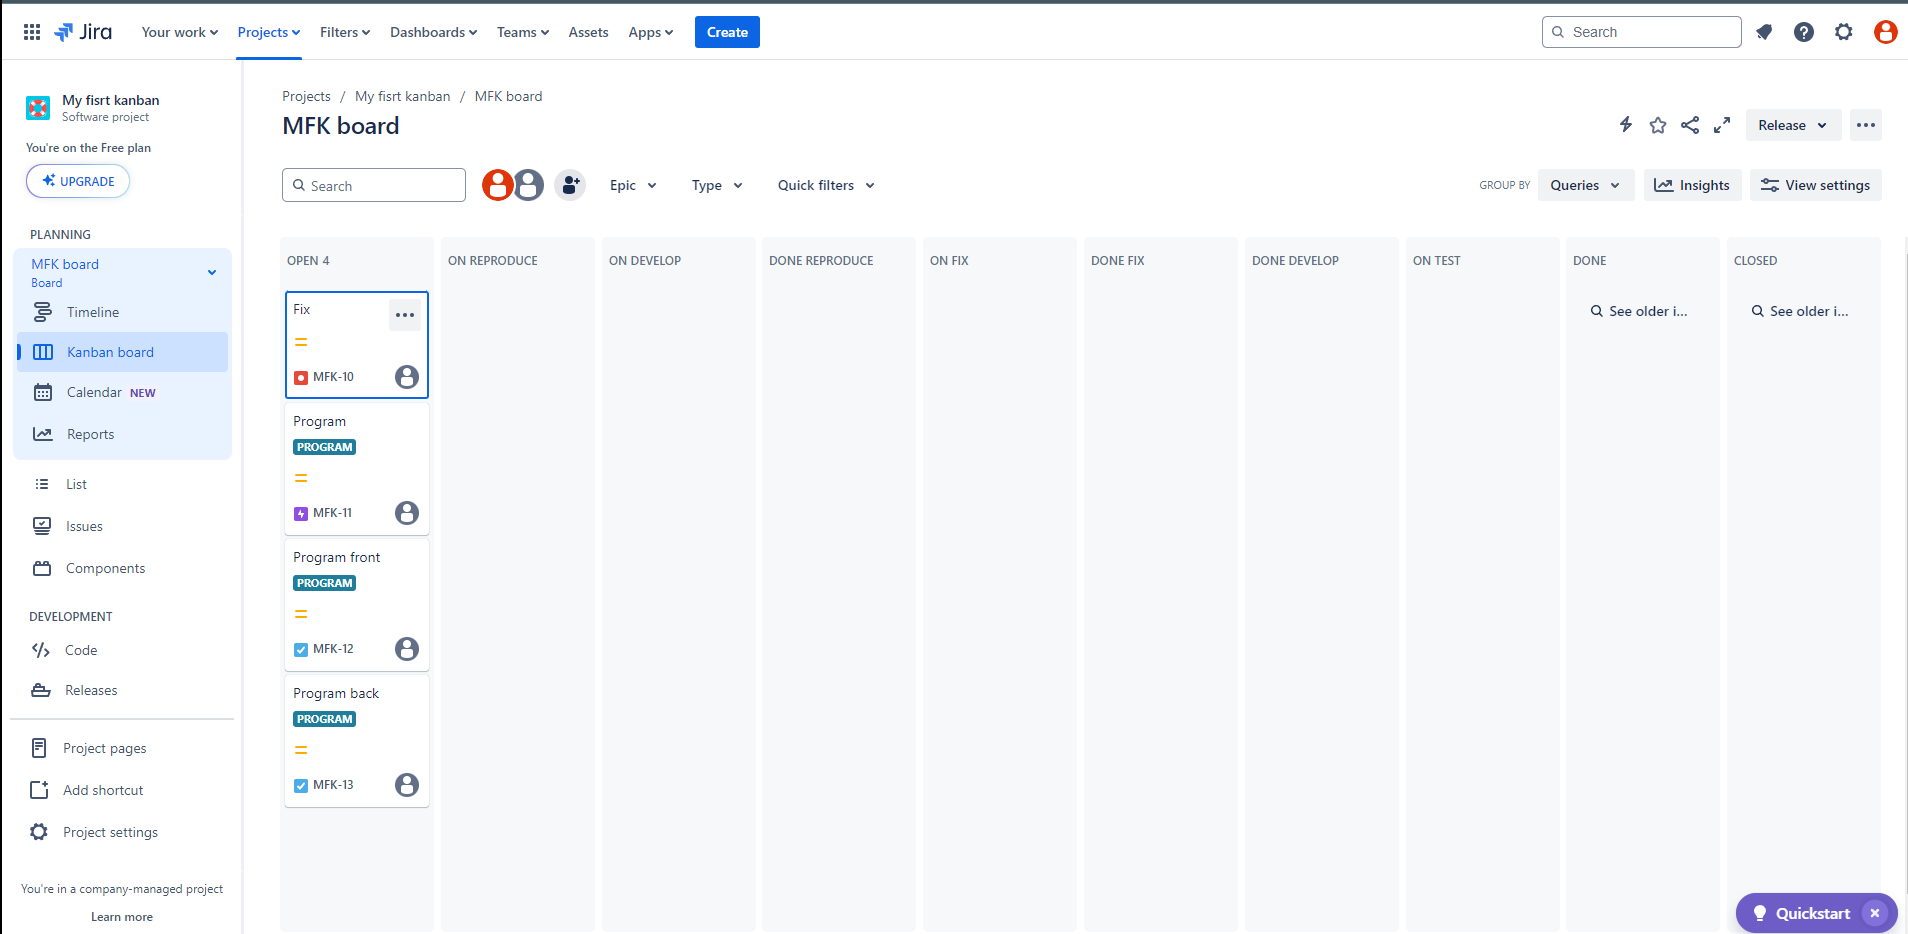 Jira
Your work
Projects
Filters
Dashboards
Teams
Assets
Apps
Create
Search
My fisrt kanban
Software project
You're on the Free plan
UPGRADE
PLANNING
MFK board
Board
Timeline
Kanban board
Calendar NEW
Reports
List
Issues
Components
DEVELOPMENT
Code
Releases
Project pages
Add shortcut
Project settings
You're in a company-managed project
Learn more
Projects / My fisrt kanban / MFK board
MFK board
Release
Search
Epic
Type
Quick filters
GROUP BY
Queries
Insights
View settings
OPEN 4
Fix
MFK-10
Program
PROGRAM
MFK-11
Program front
PROGRAM
MFK-12
Program back
PROGRAM
MFK-13
ON REPRODUCE
ON DEVELOP
DONE REPRODUCE
ON FIX
DONE FIX
DONE DEVELOP
ON TEST
DONE
See older i...
CLOSED
See older i...
Quickstart